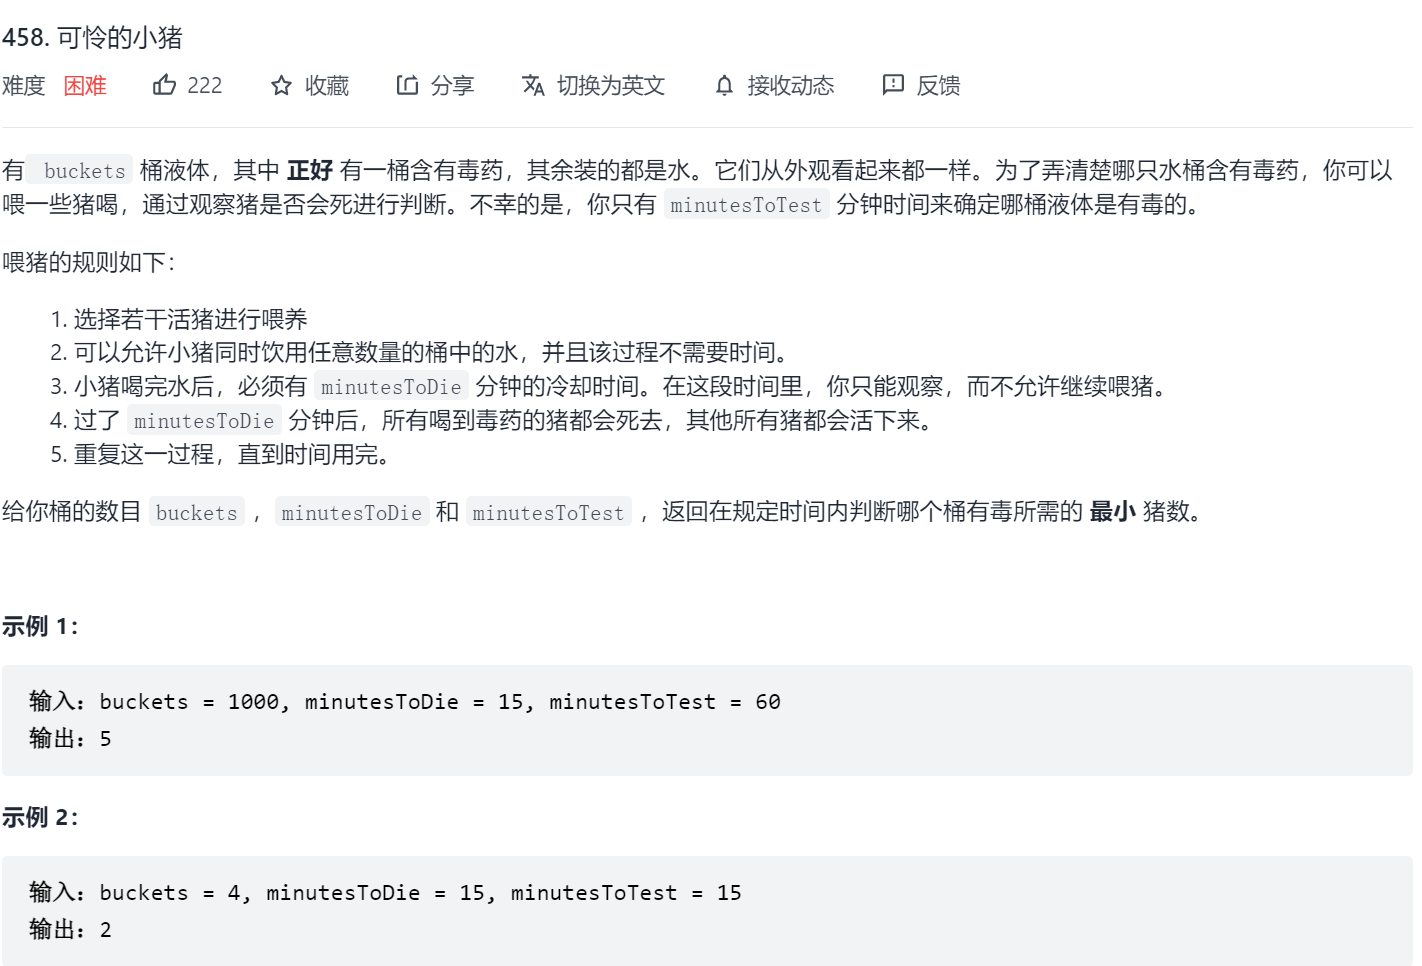 458. 可怜的小猪
难度 困难 222 收藏 分享 切换为英文 接收动态 反馈
有 buckets 桶液体，其中 正好 有一桶含有毒药，其余装的都是水。它们从外观看起来都一样。为了弄清楚哪只水桶含有毒药，你可以
喂一些猪喝，通过观察猪是否会死进行判断。不幸的是，你只有 minutesToTest 分钟时间来确定哪桶液体是有毒的。
喂猪的规则如下：
1. 选择若干活猪进行喂养
2. 可以允许小猪同时饮用任意数量的桶中的水，并且该过程不需要时间。
3. 小猪喝完水后，必须有 minutesToDie 分钟的冷却时间。在这段时间里，你只能观察，而不允许继续喂猪。
4. 过了 minutesToDie 分钟后，所有喝到毒药的猪都会死去，其他所有猪都会活下来。
5. 重复这一过程，直到时间用完。
给你桶的数目 buckets ，minutesToDie 和 minutesToTest ，返回在规定时间内判断哪个桶有毒所需的 最小 猪数。
示例 1：
输入：buckets = 1000, minutesToDie = 15, minutesToTest = 60
输出：5
示例 2：
输入：buckets = 4, minutesToDie = 15, minutesToTest = 15
输出：2